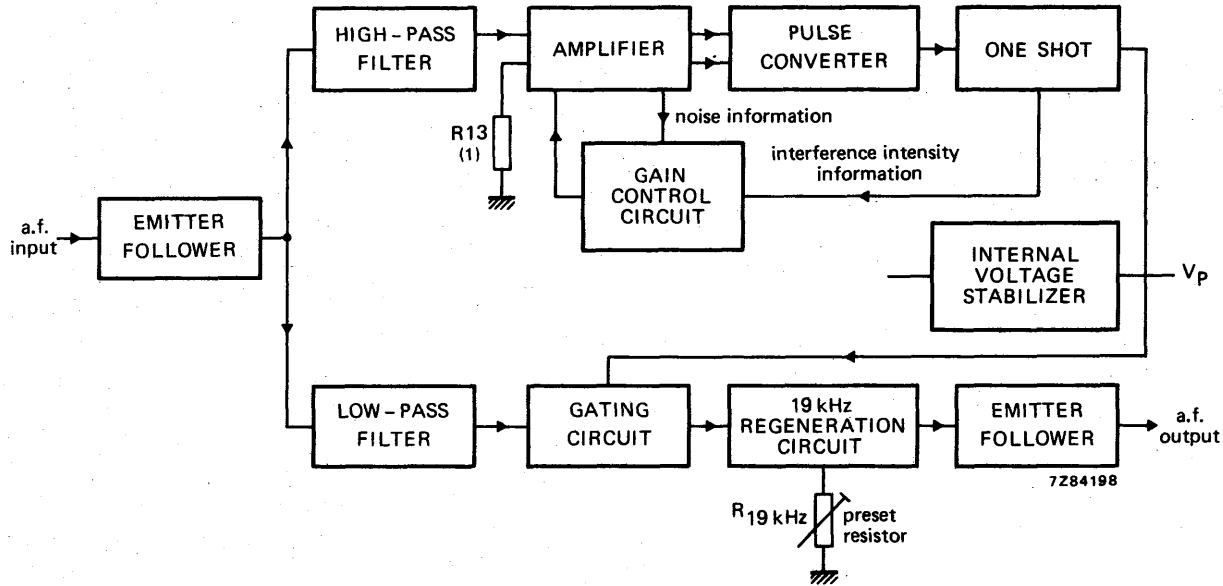 HIGH-PASS
FILTER
AMPLIFIER
PULSE
CONVERTER
ONE SHOT
R13
(1)
noise information
interference intensity
information
GAIN
CONTROL
CIRCUIT
a.f.
input
EMITTER
FOLLOWER
INTERNAL
VOLTAGE
STABILIZER
VP
LOW-PASS
FILTER
GATING
CIRCUIT
19 kHz
REGENERATION
CIRCUIT
EMITTER
FOLLOWER
a.f.
output
7Z84198
R19 kHz
preset
resistor